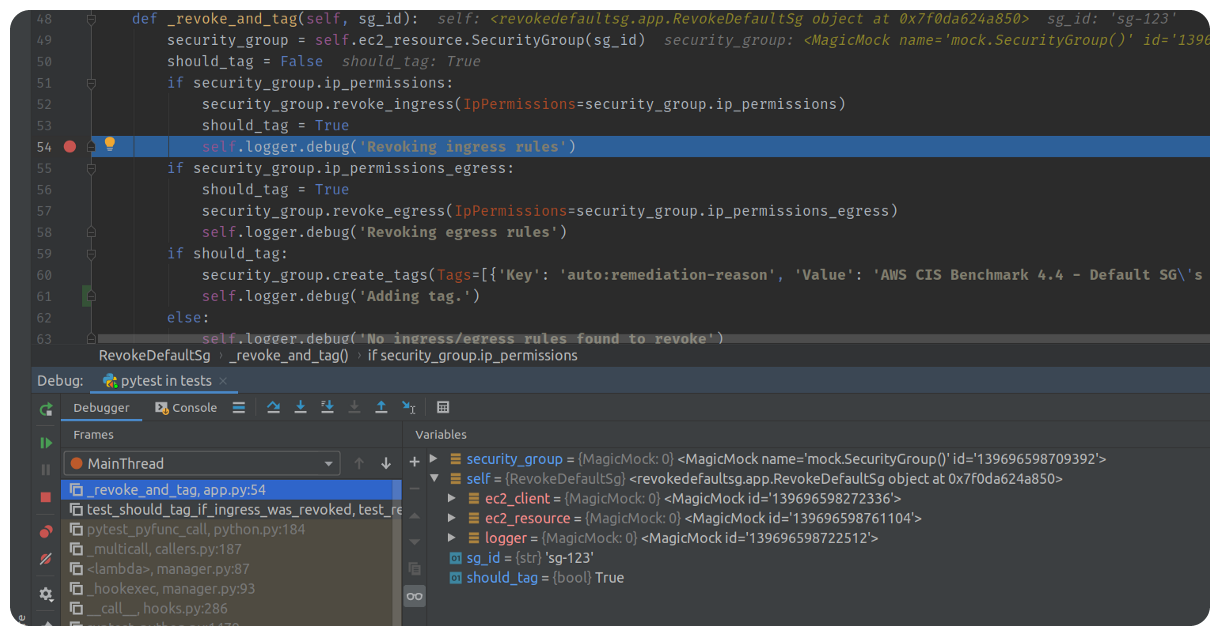 48 def _revoke_and_tag(self, sg_id): self: <revokedefaultsg.app.RevokeDefaultSg object at 0x7f0da624a850> sg_id: 'sg-123'
49 security_group = self.ec2_resource.SecurityGroup(sg_id) security_group: <MagicMock name='mock.SecurityGroup()' id='1396
50 should_tag = False should_tag: True
51 if security_group.ip_permissions:
52 security_group.revoke_ingress(IpPermissions=security_group.ip_permissions)
53 should_tag = True
54 self.logger.debug('Revoking ingress rules')
55 if security_group.ip_permissions_egress:
56 should_tag = True
57 security_group.revoke_egress(IpPermissions=security_group.ip_permissions_egress)
58 self.logger.debug('Revoking egress rules')
59 if should_tag:
60 security_group.create_tags(Tags=[{'Key': 'auto:remediation-reason', 'Value': 'AWS CIS Benchmark 4.4 - Default SG\'s
61 self.logger.debug('Adding tag.')
62 else:
63 self.logger.debug('No ingress/egress rules found to revoke')
RevokeDefaultSg › _revoke_and_tag() › if security_group.ip_permissions
Debug: pytest in tests ×
Debugger Console
Frames
MainThread
_revoke_and_tag, app.py:54
test_should_tag_if_ingress_was_revoked, test_re
pytest_pyfunc_call, python.py:184
_multicall, callers.py:187
<lambda>, manager.py:87
_hookexec, manager.py:93
__call__, hooks.py:286
Variables
security_group = {MagicMock: 0} <MagicMock name='mock.SecurityGroup()' id='139696598709392'>
self = {RevokeDefaultSg} <revokedefaultsg.app.RevokeDefaultSg object at 0x7f0da624a850>
ec2_client = {MagicMock: 0} <MagicMock id='139696598272336'>
ec2_resource = {MagicMock: 0} <MagicMock id='139696598761104'>
logger = {MagicMock: 0} <MagicMock id='139696598722512'>
sg_id = {str} 'sg-123'
should_tag = {bool} True